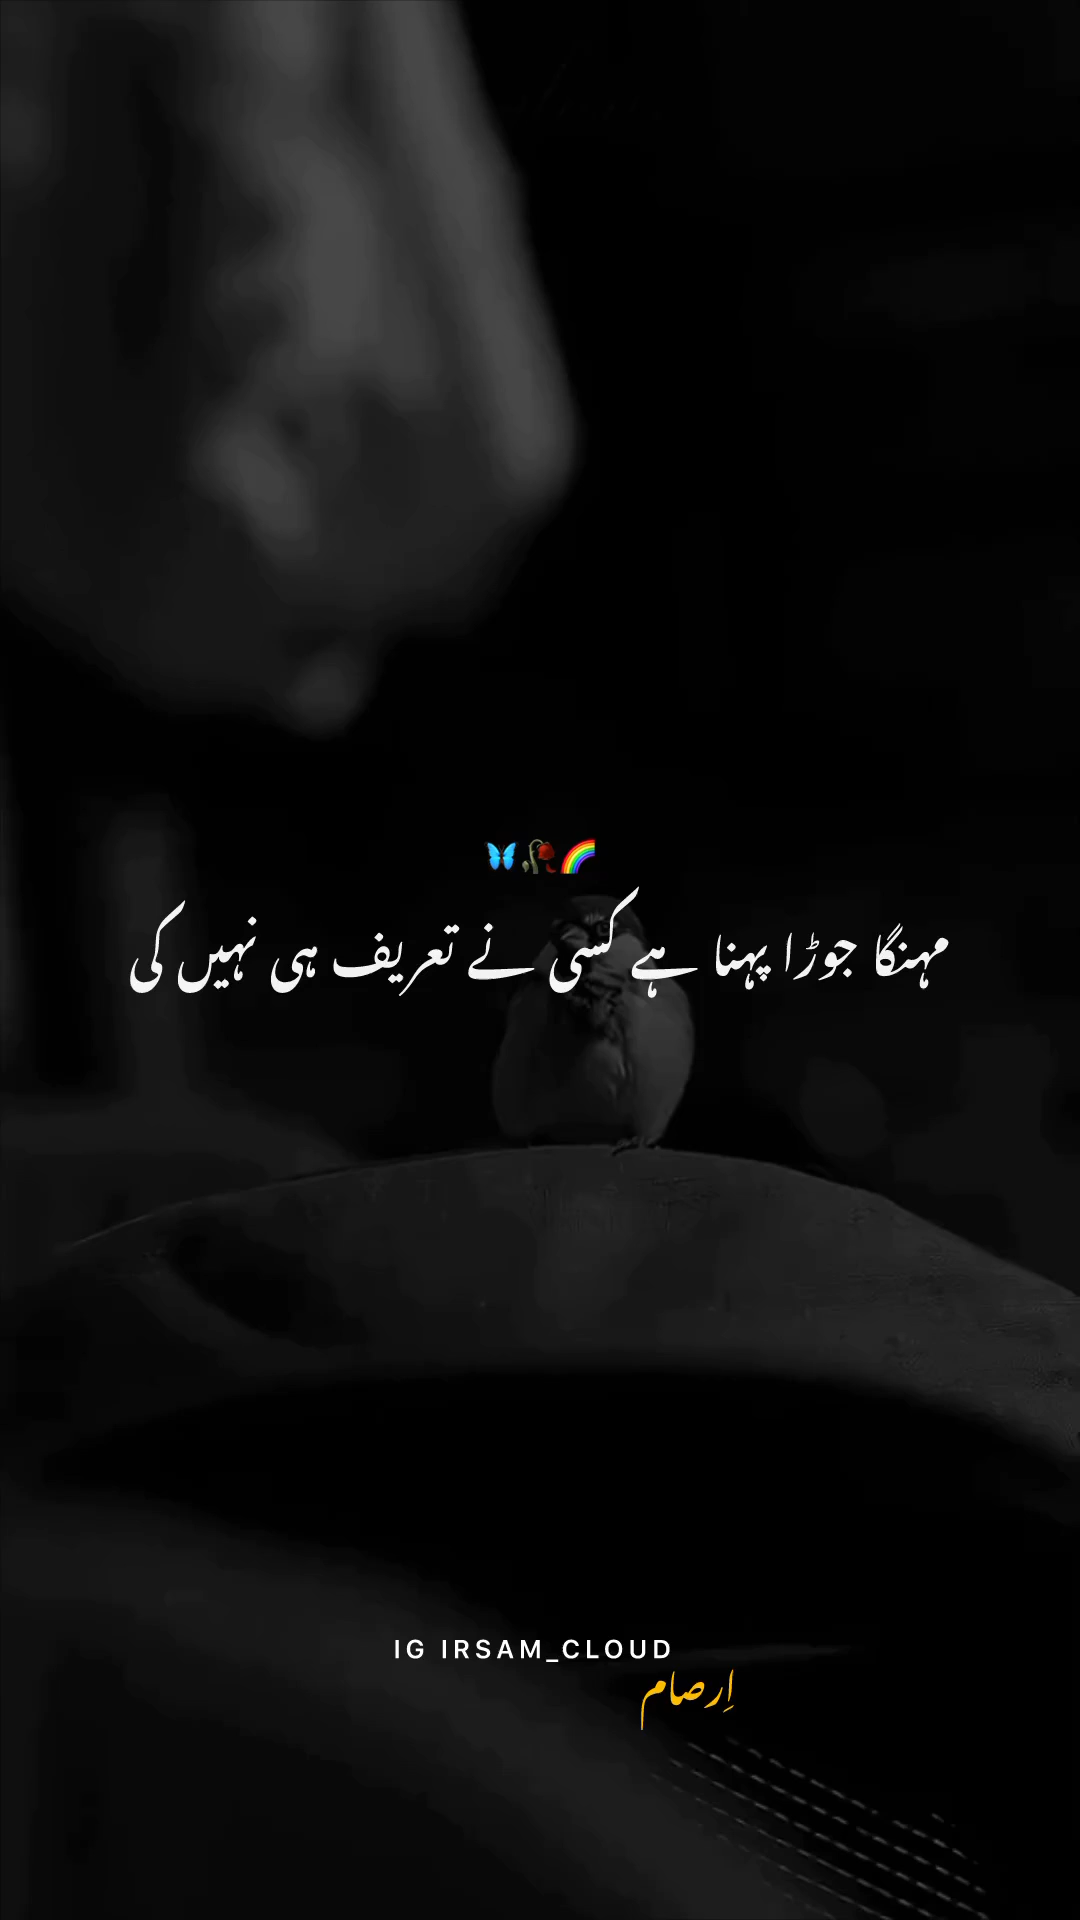 🦋🥀🌈
مہنگا جوڑا پہنا ہے کسی نے تعریف ہی نہیں کی
IG IRSAM_CLOUD
اِرصام